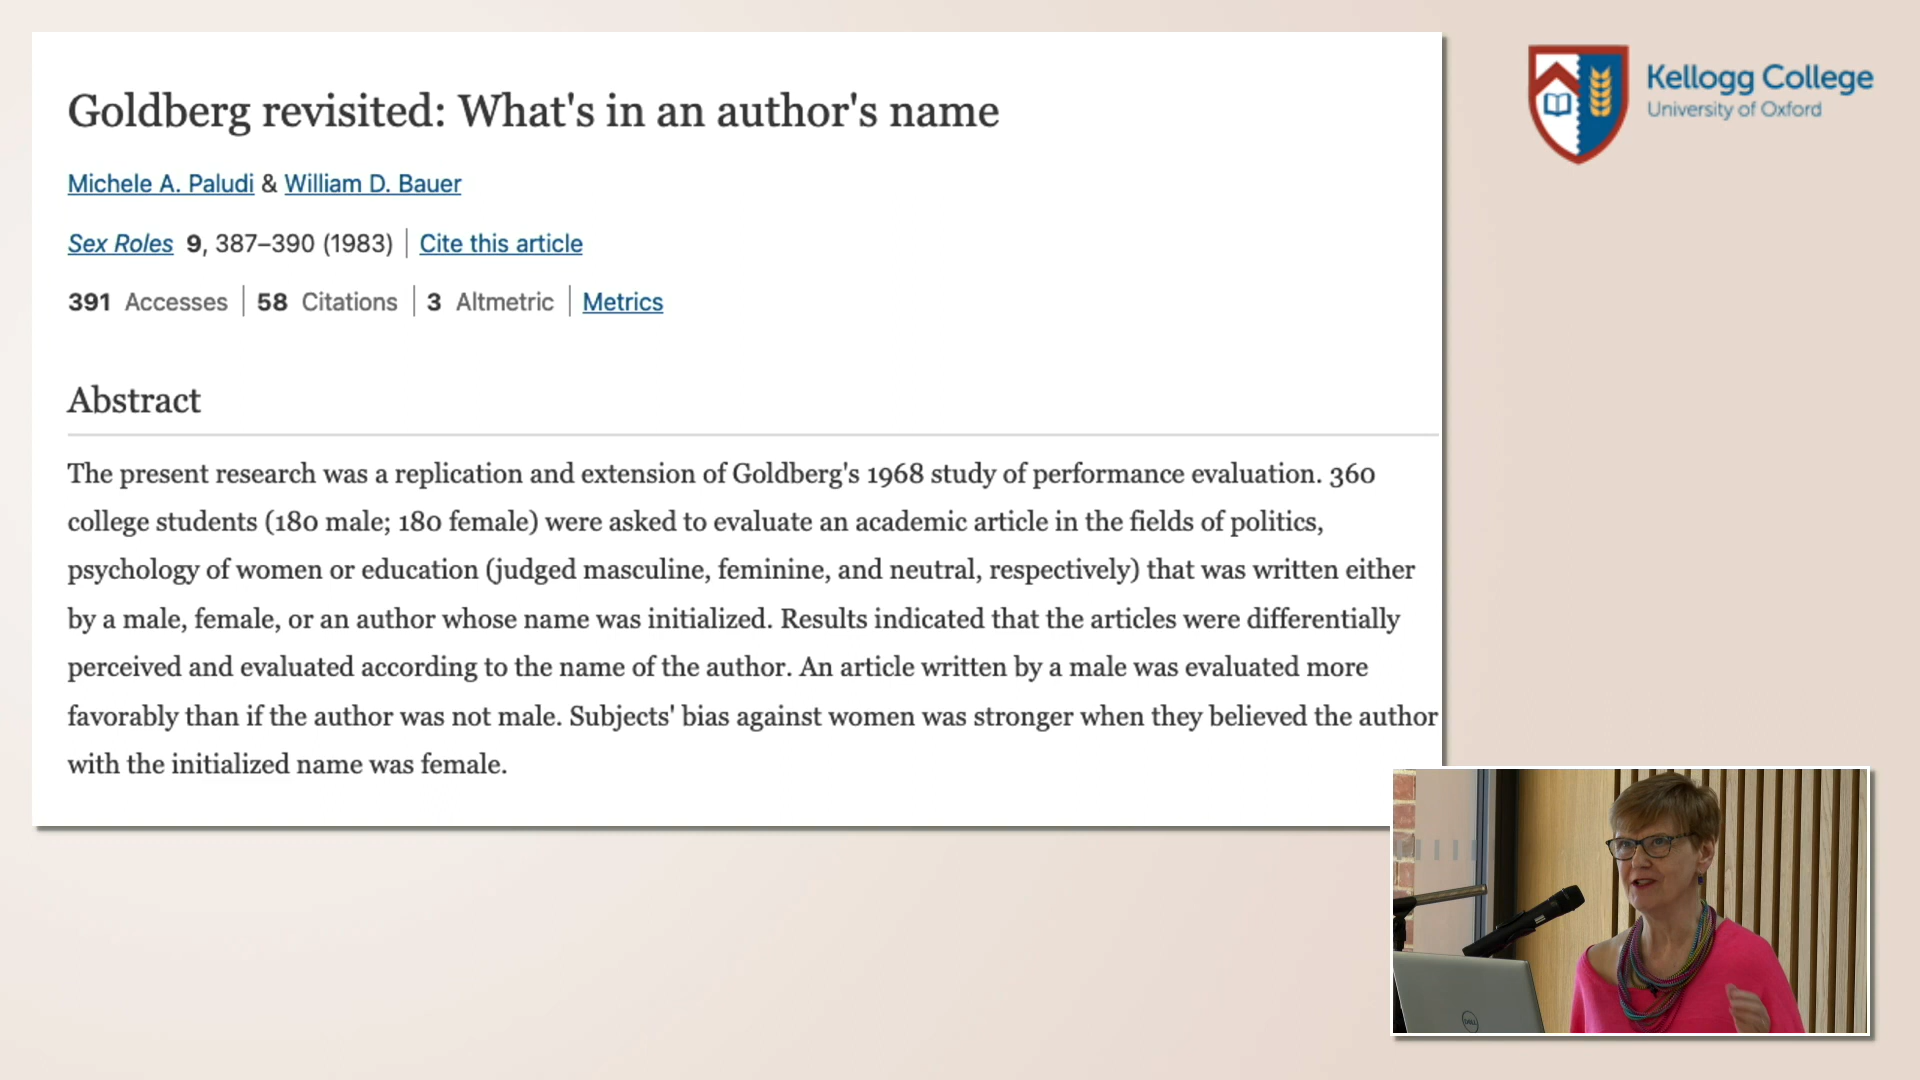 Goldberg revisited: What's in an author's name
Michele A. Paludi & William D. Bauer
Sex Roles 9, 387–390 (1983) | Cite this article
391 Accesses | 58 Citations | 3 Altmetric | Metrics
Abstract
The present research was a replication and extension of Goldberg's 1968 study of performance evaluation. 360
college students (180 male; 180 female) were asked to evaluate an academic article in the fields of politics,
psychology of women or education (judged masculine, feminine, and neutral, respectively) that was written either
by a male, female, or an author whose name was initialized. Results indicated that the articles were differentially
perceived and evaluated according to the name of the author. An article written by a male was evaluated more
favorably than if the author was not male. Subjects' bias against women was stronger when they believed the author
with the initialized name was female.
Kellogg College
University of Oxford
DELL